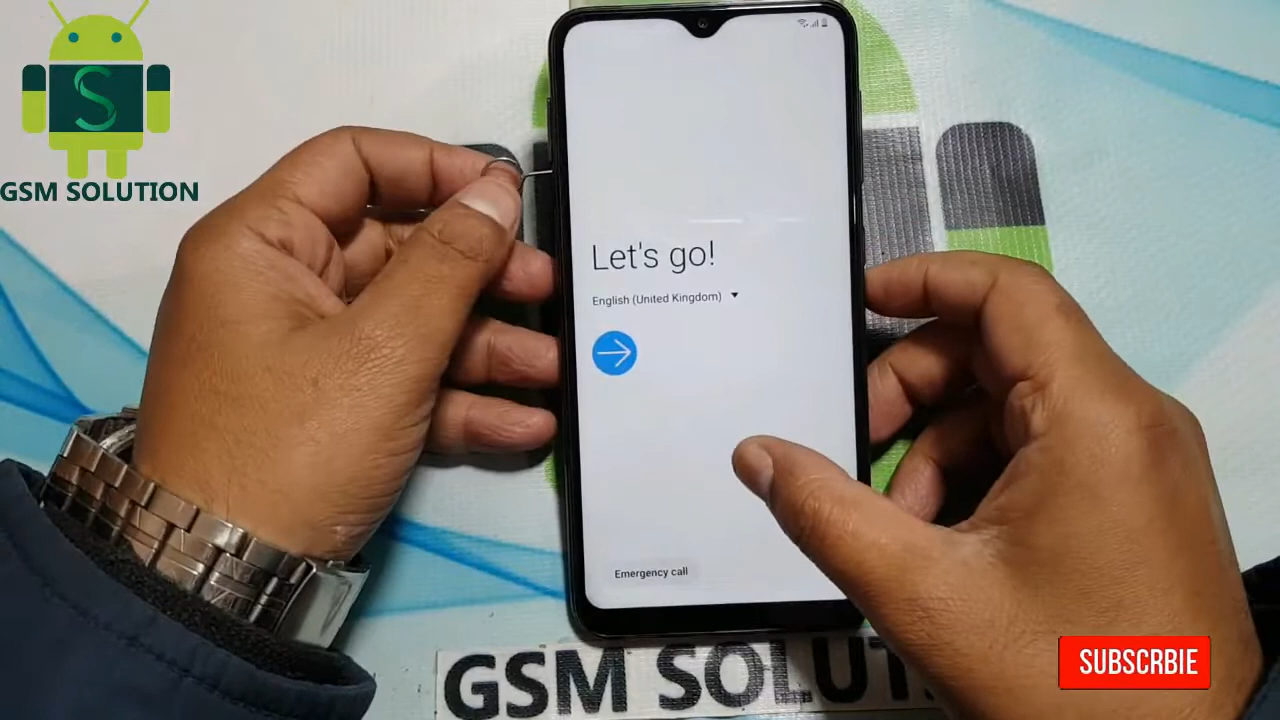 S
GSM SOLUTION
Let's go!
English (United Kingdom)
Emergency call
GSM SOLUT
SUBSCRBIE